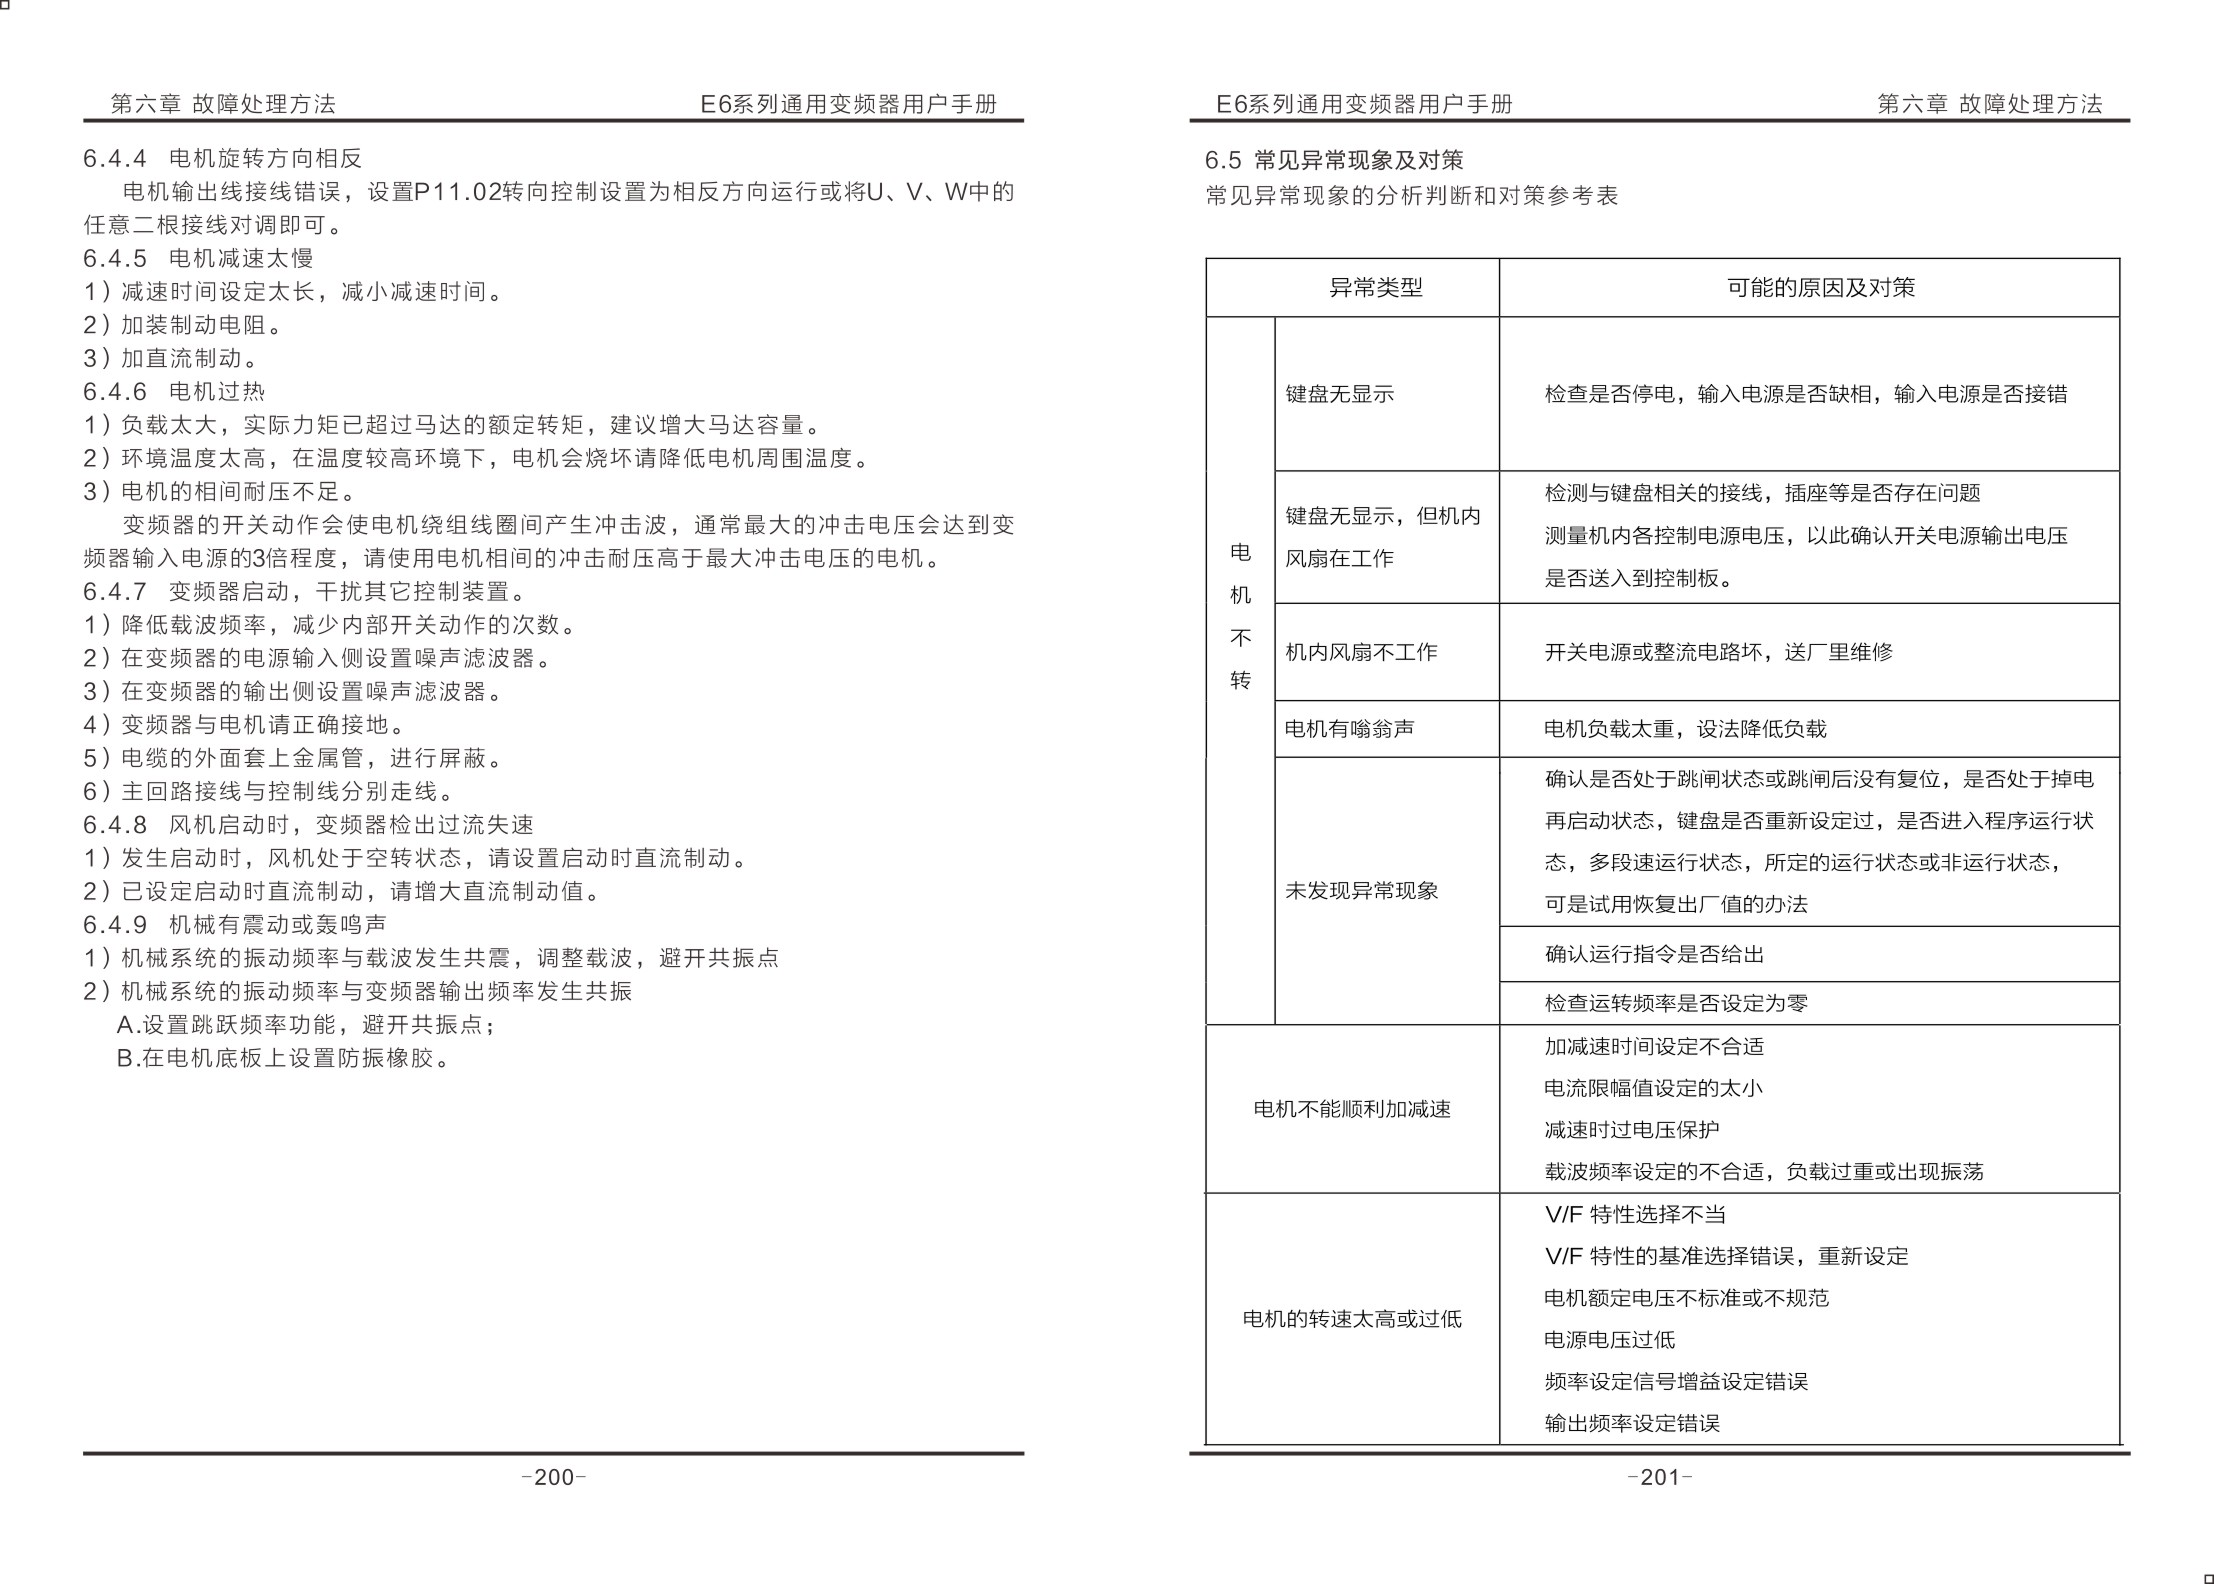 第六章 故障处理方法
E6系列通用变频器用户手册
6.4.4 电机旋转方向相反
电机输出线接线错误，设置P11.02转向控制设置为相反方向运行或将U、V、W中的
任意二根接线对调即可。
6.4.5 电机减速太慢
1）减速时间设定太长，减小减速时间。
2）加装制动电阻。
3）加直流制动。
6.4.6 电机过热
1）负载太大，实际力矩已超过马达的额定转矩，建议增大马达容量。
2）环境温度太高，在温度较高环境下，电机会烧坏请降低电机周围温度。
3）电机的相间耐压不足。
变频器的开关动作会使电机绕组线圈间产生冲击波，通常最大的冲击电压会达到变
频器输入电源的3倍程度，请使用电机相间的冲击耐压高于最大冲击电压的电机。
6.4.7 变频器启动，干扰其它控制装置。
1）降低载波频率，减少内部开关动作的次数。
2）在变频器的电源输入侧设置噪声滤波器。
3）在变频器的输出侧设置噪声滤波器。
4）变频器与电机请正确接地。
5）电缆的外面套上金属管，进行屏蔽。
6）主回路接线与控制线分别走线。
6.4.8 风机启动时，变频器检出过流失速
1）发生启动时，风机处于空转状态，请设置启动时直流制动。
2）已设定启动时直流制动，请增大直流制动值。
6.4.9 机械有震动或轰鸣声
1）机械系统的振动频率与载波发生共震，调整载波，避开共振点
2）机械系统的振动频率与变频器输出频率发生共振
A.设置跳跃频率功能，避开共振点；
B.在电机底板上设置防振橡胶。
-200-
E6系列通用变频器用户手册
第六章 故障处理方法
6.5 常见异常现象及对策
常见异常现象的分析判断和对策参考表
异常类型
可能的原因及对策
电
机
不
转
键盘无显示
检查是否停电，输入电源是否缺相，输入电源是否接错
键盘无显示，但机内
风扇在工作
检测与键盘相关的接线，插座等是否存在问题
测量机内各控制电源电压，以此确认开关电源输出电压
是否送入到控制板。
机内风扇不工作
开关电源或整流电路坏，送厂里维修
电机有嗡翁声
电机负载太重，设法降低负载
未发现异常现象
确认是否处于跳闸状态或跳闸后没有复位，是否处于掉电
再启动状态，键盘是否重新设定过，是否进入程序运行状
态，多段速运行状态，所定的运行状态或非运行状态，
可是试用恢复出厂值的办法
确认运行指令是否给出
检查运转频率是否设定为零
电机不能顺利加减速
加减速时间设定不合适
电流限幅值设定的太小
减速时过电压保护
载波频率设定的不合适，负载过重或出现振荡
电机的转速太高或过低
V/F 特性选择不当
V/F 特性的基准选择错误，重新设定
电机额定电压不标准或不规范
电源电压过低
频率设定信号增益设定错误
输出频率设定错误
-201-